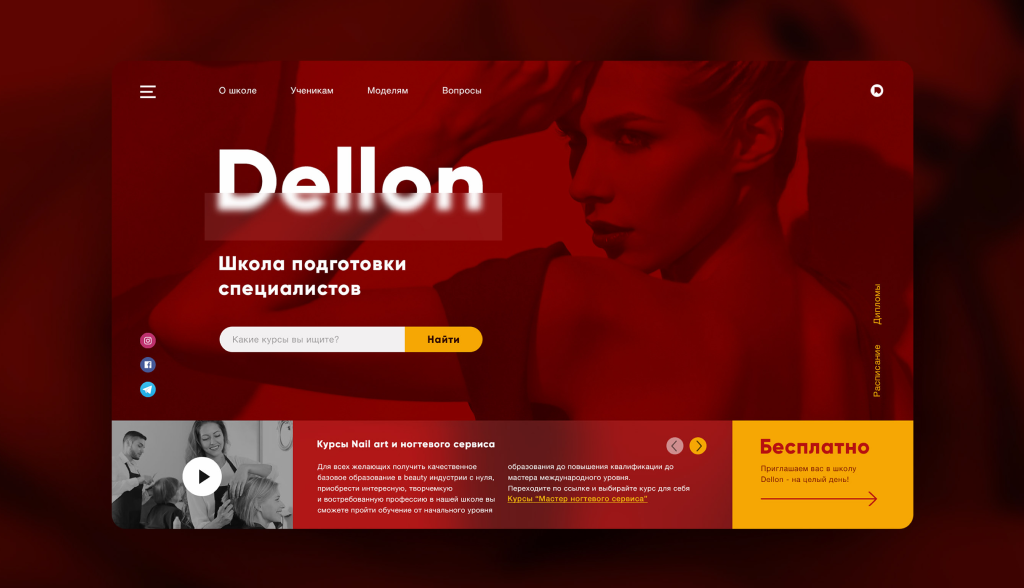 О школе
Ученикам
Моделям
Вопросы
Dellon
Школа подготовки
специалистов
Какие курсы вы ищите?
Найти
Дипломы
Расписание
Курсы Nail art и ногтевого сервиса
Для всех желающих получить качественное
базовое образование в beauty индустрии с нуля,
приобрести интересную, творчемкую
и востребованную профессию в нашей школе вы
сможете пройти обучение от начального уровня
образования до повышения квалификации до
мастера международного уровня.
Переходите по ссылке и выбирайте курс для себя
Курсы “Мастер ногтевого сервиса”
Бесплатно
Приглашаем вас в школу
Dellon - на целый день!